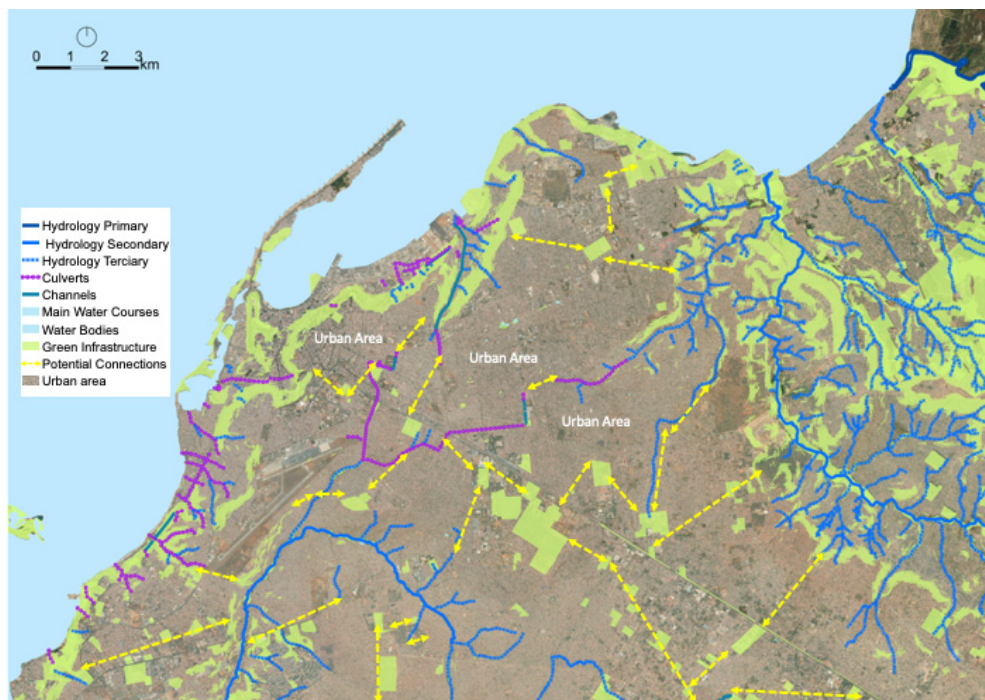 0 1 2 3
km
Hydrology Primary
Hydrology Secondary
Hydrology Terciary
Culverts
Channels
Main Water Courses
Water Bodies
Green Infrastructure
Potential Connections
Urban area
Urban Area
Urban Area
Urban Area